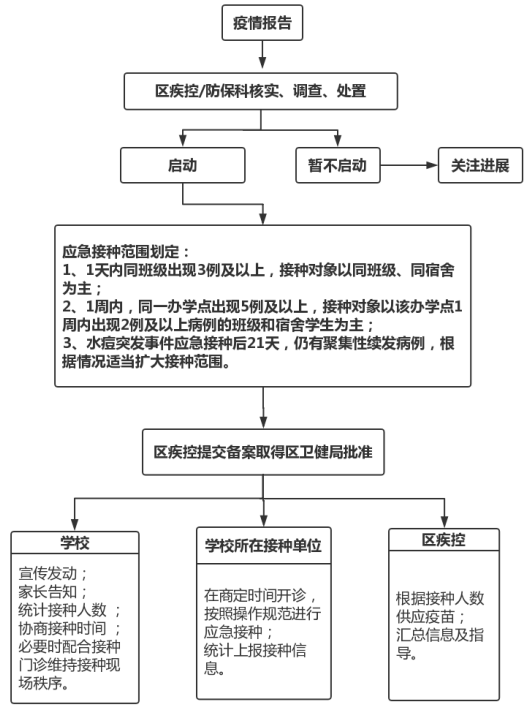 疫情报告
区疾控/防保科核实、调查、处置
启动
暂不启动
关注进展
应急接种范围划定：
1、1天内同班级出现3例及以上，接种对象以同班级、同宿舍
为主；
2、1周内，同一办学点出现5例及以上，接种对象以该办学点1
周内出现2例及以上病例的班级和宿舍学生为主；
3、水痘突发事件应急接种后21天，仍有聚集性续发病例，根
据情况适当扩大接种范围。
区疾控提交备案取得区卫健局批准
学校
宣传发动；
家长告知；
统计接种人数；
协商接种时间；
必要时配合接种
门诊维持接种现
场秩序。
学校所在接种单位
在商定时间开诊，
按照操作规范进行
应急接种；
统计上报接种信
息。
区疾控
根据接种人数
供应疫苗；
汇总信息及指
导。